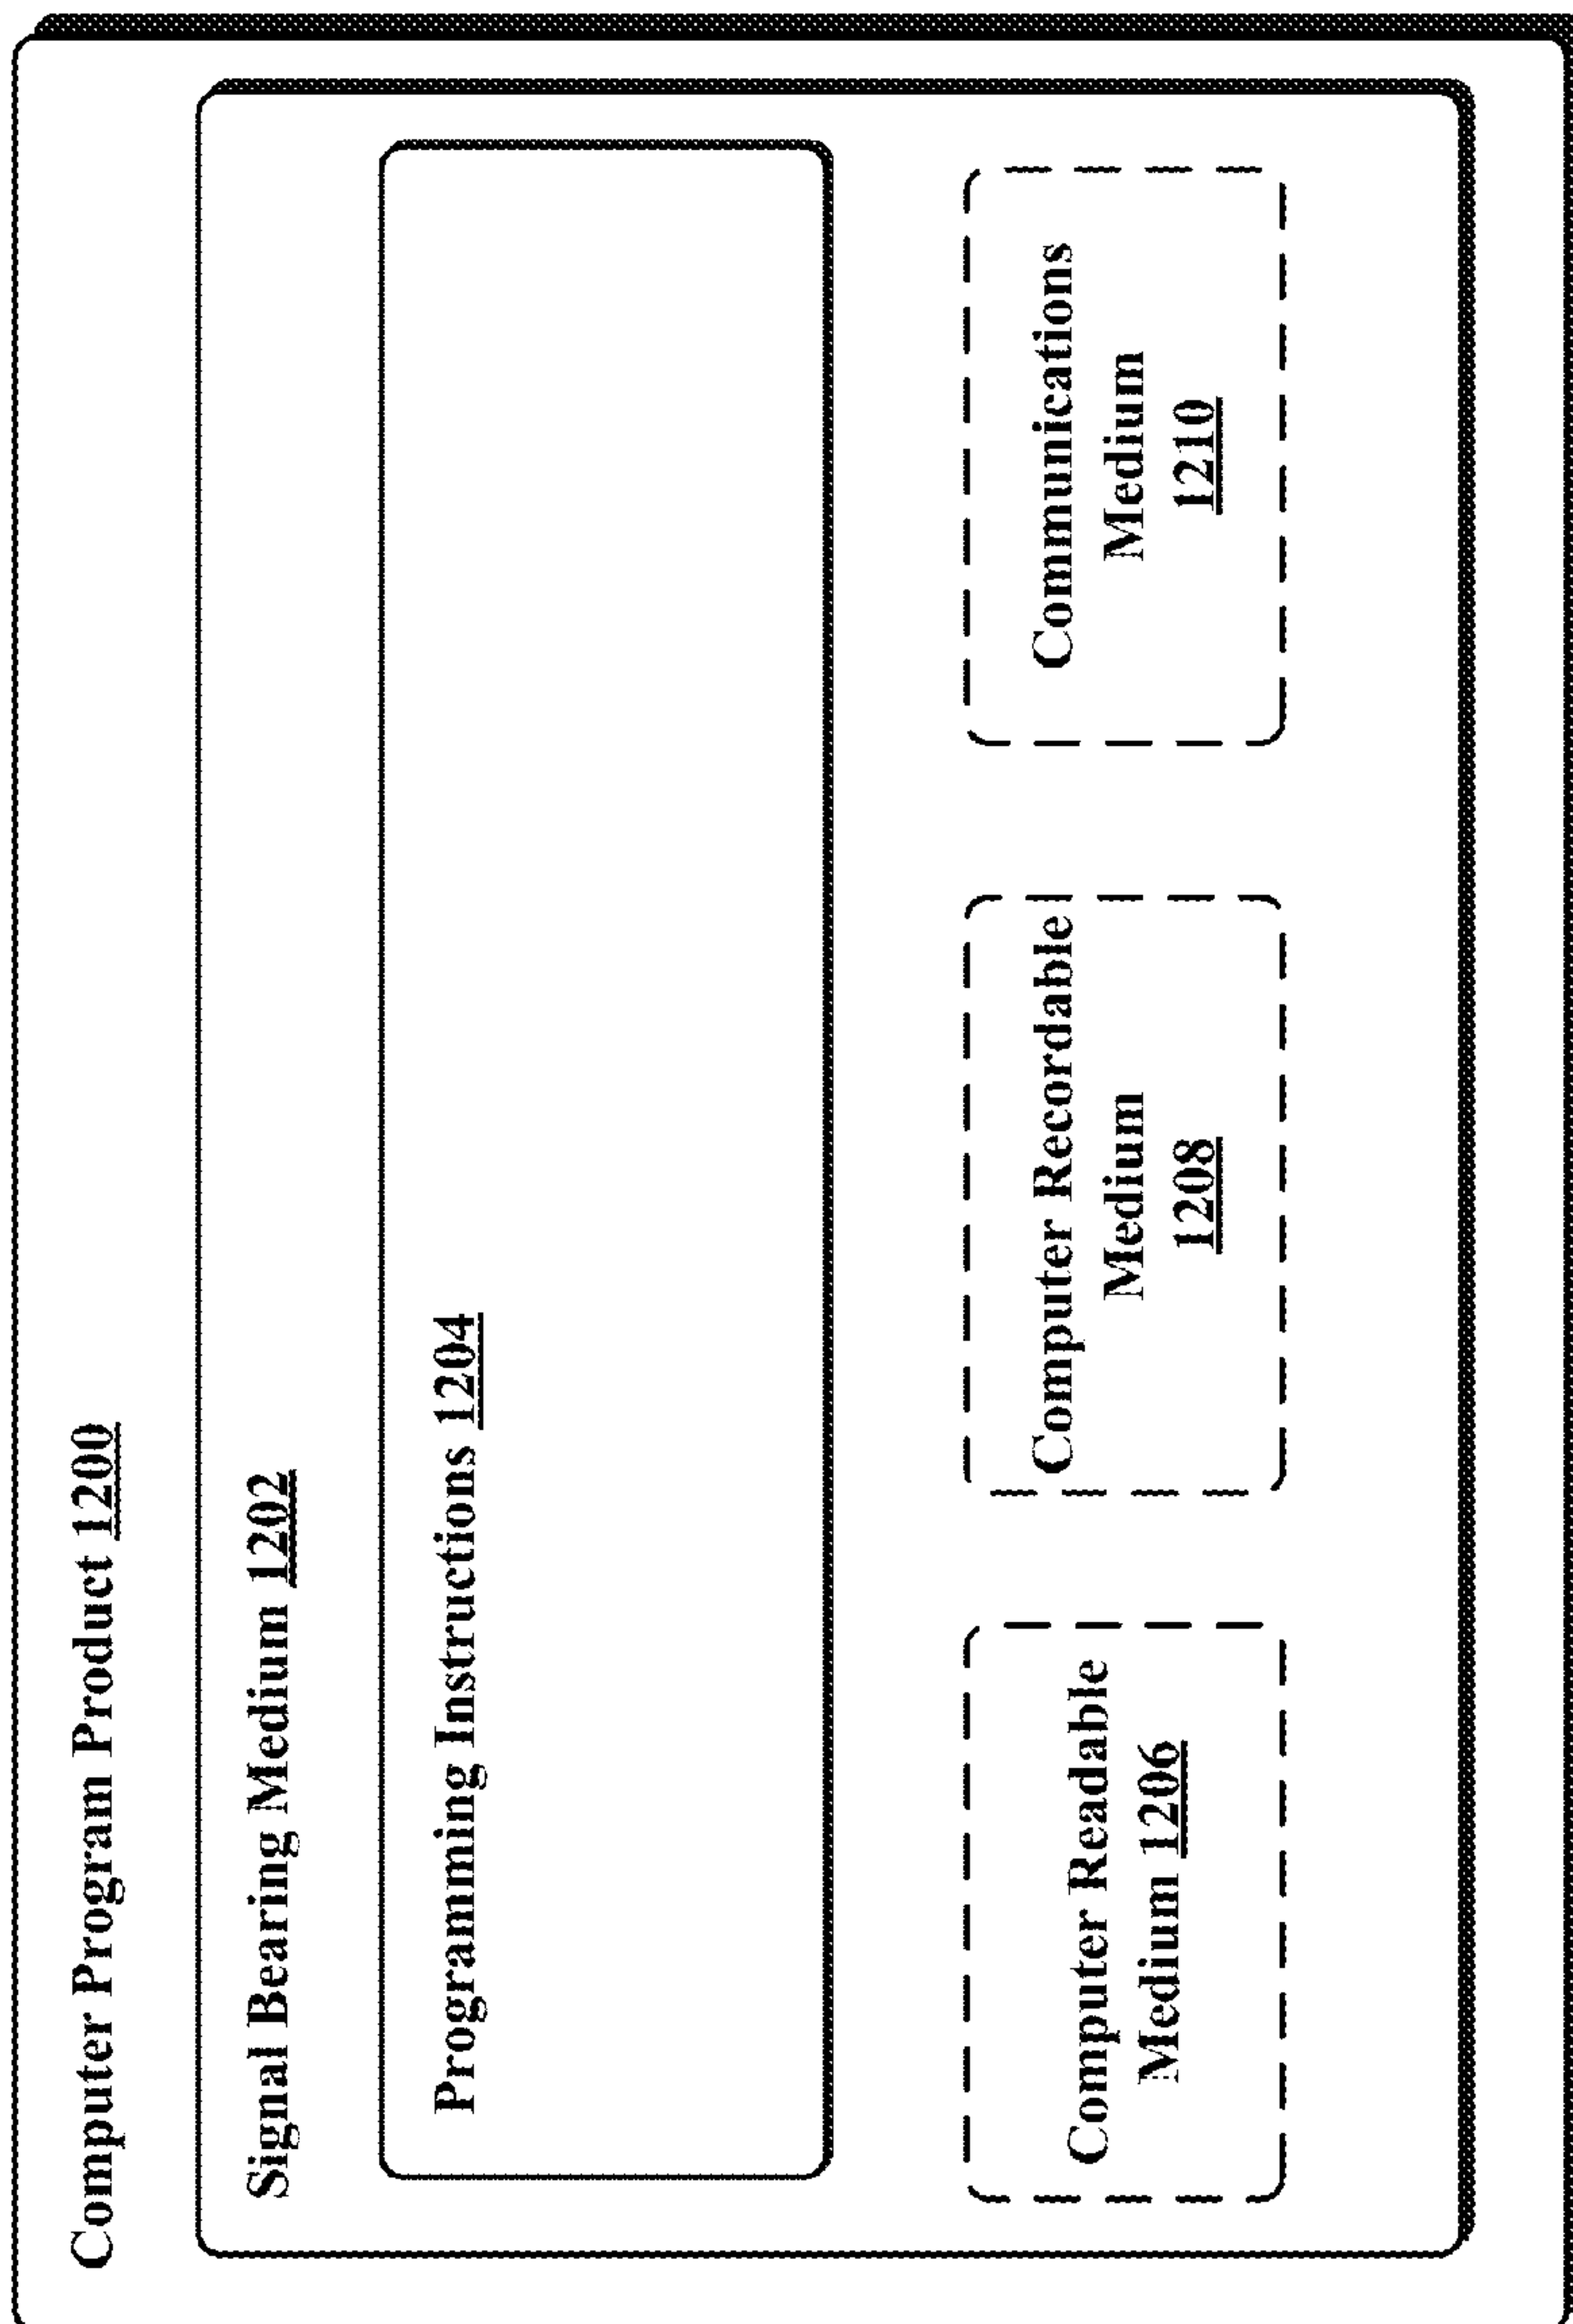 Computer Program Product 1200
Signal Bearing Medium 1202
Programming Instructions 1204
Computer Readable
Medium 1206
Computer Recordable
Medium
1208
Communications
Medium
1210